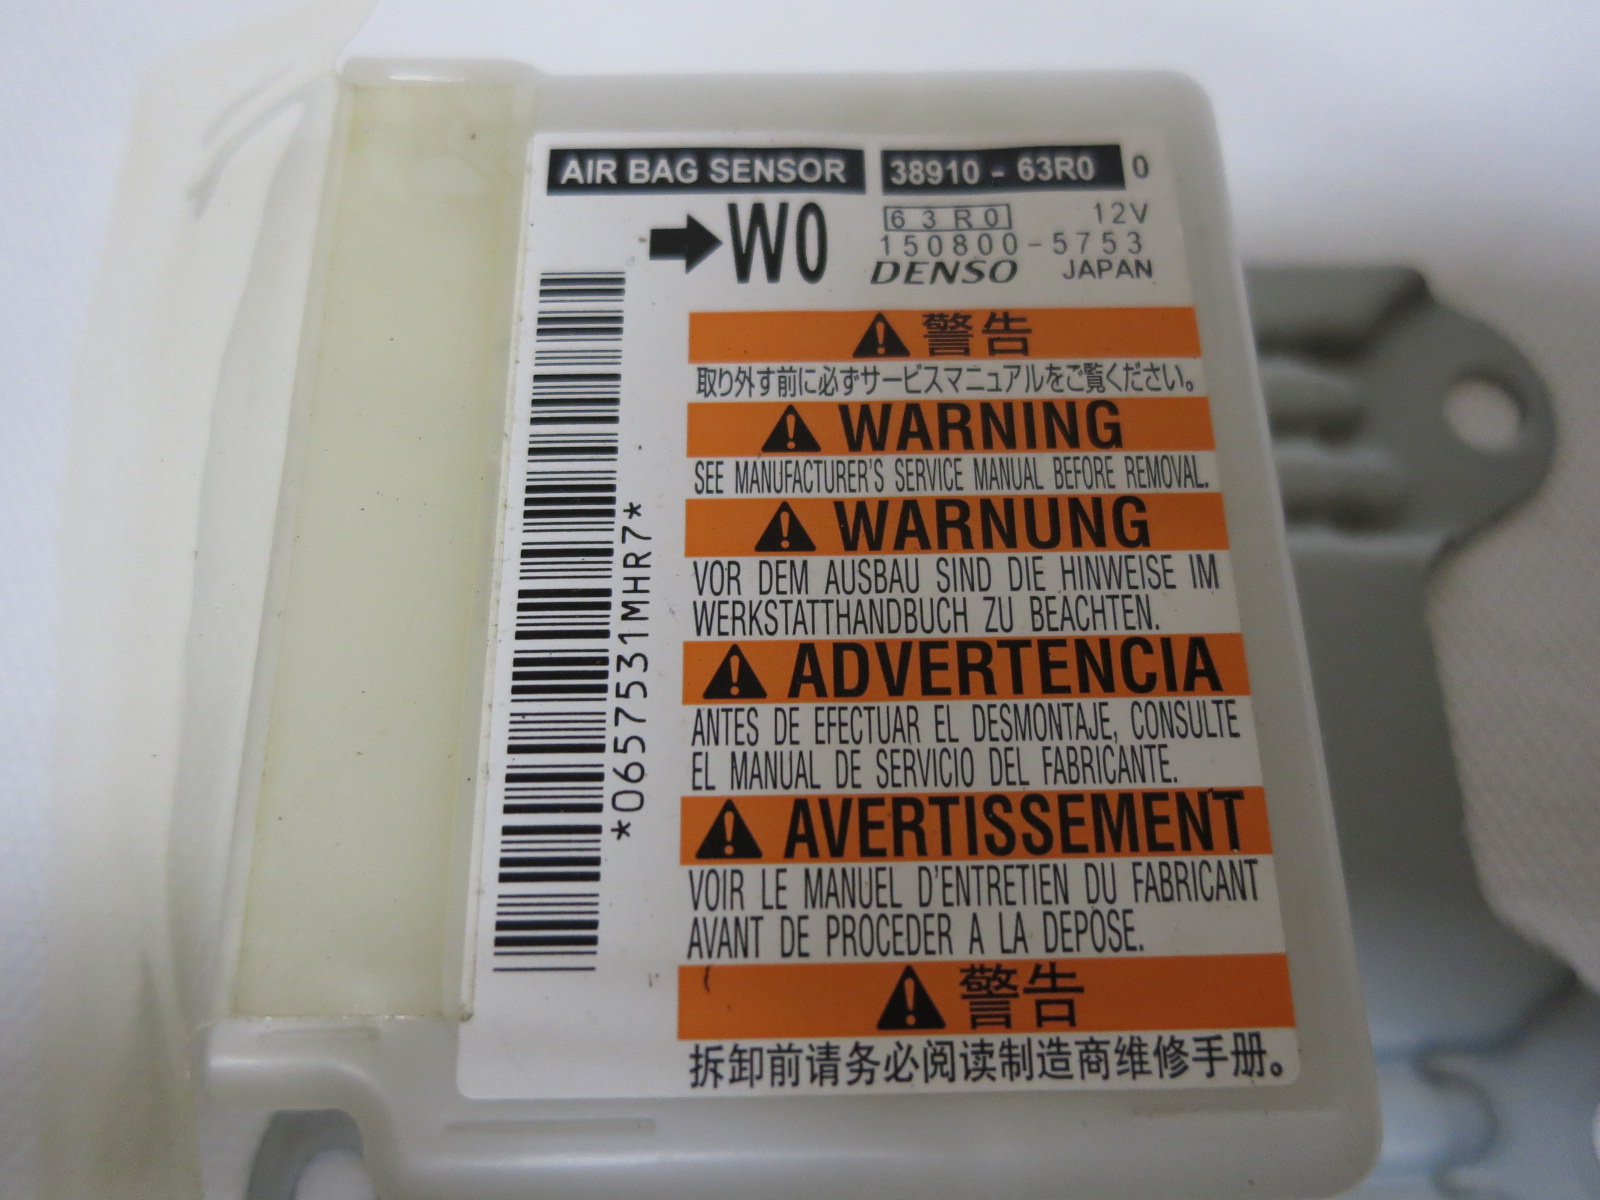 AIR BAG SENSOR 38910-63R0 0
➡W0
63R0 12V
150800-5753
DENSO JAPAN
*0657531MHR7*
警告
取り外す前に必ずサービスマニュアルをご覧ください。
WARNING
SEE MANUFACTURER'S SERVICE MANUAL BEFORE REMOVAL.
WARNUNG
VOR DEM AUSBAU SIND DIE HINWEISE IM
WERKSTATTHANDBUCH ZU BEACHTEN.
ADVERTENCIA
ANTES DE EFECTUAR EL DESMONTAJE, CONSULTE
EL MANUAL DE SERVICIO DEL FABRICANTE.
AVERTISSEMENT
VOIR LE MANUEL D'ENTRETIEN DU FABRICANT
AVANT DE PROCEDER A LA DEPOSE.
警告
拆卸前请务必阅读制造商维修手册。